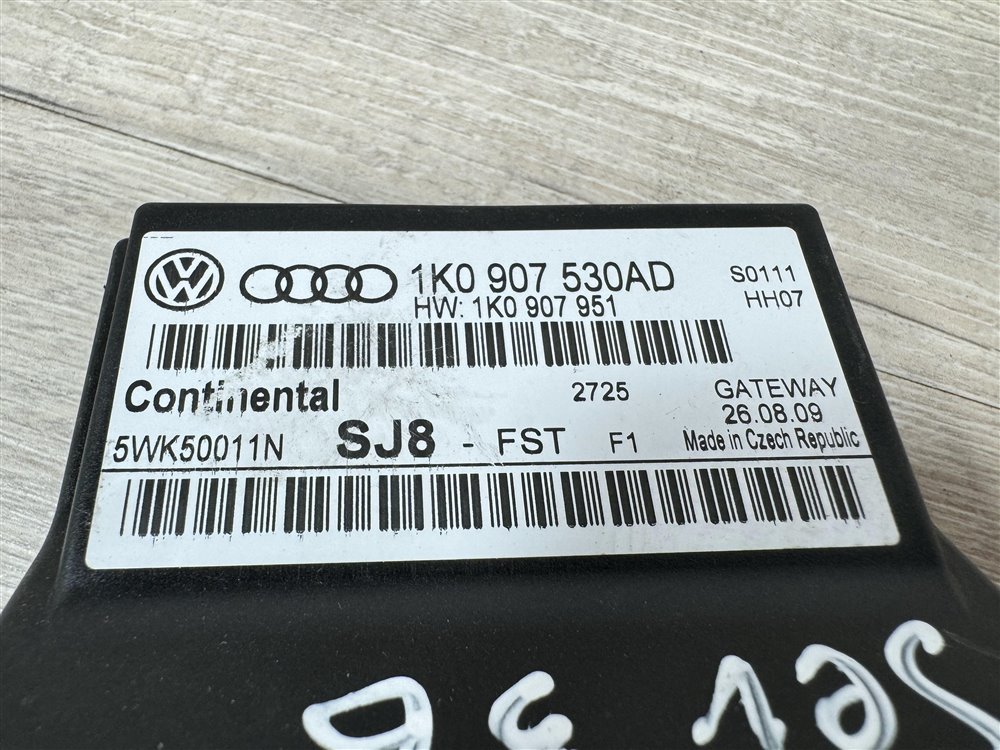 1K0 907 530AD S0111
HW: 1K0 907 951 HH07
Continental 2725 GATEWAY
26.08.09
5WK50011N SJ8 - FST F1 Made in Czech Republic